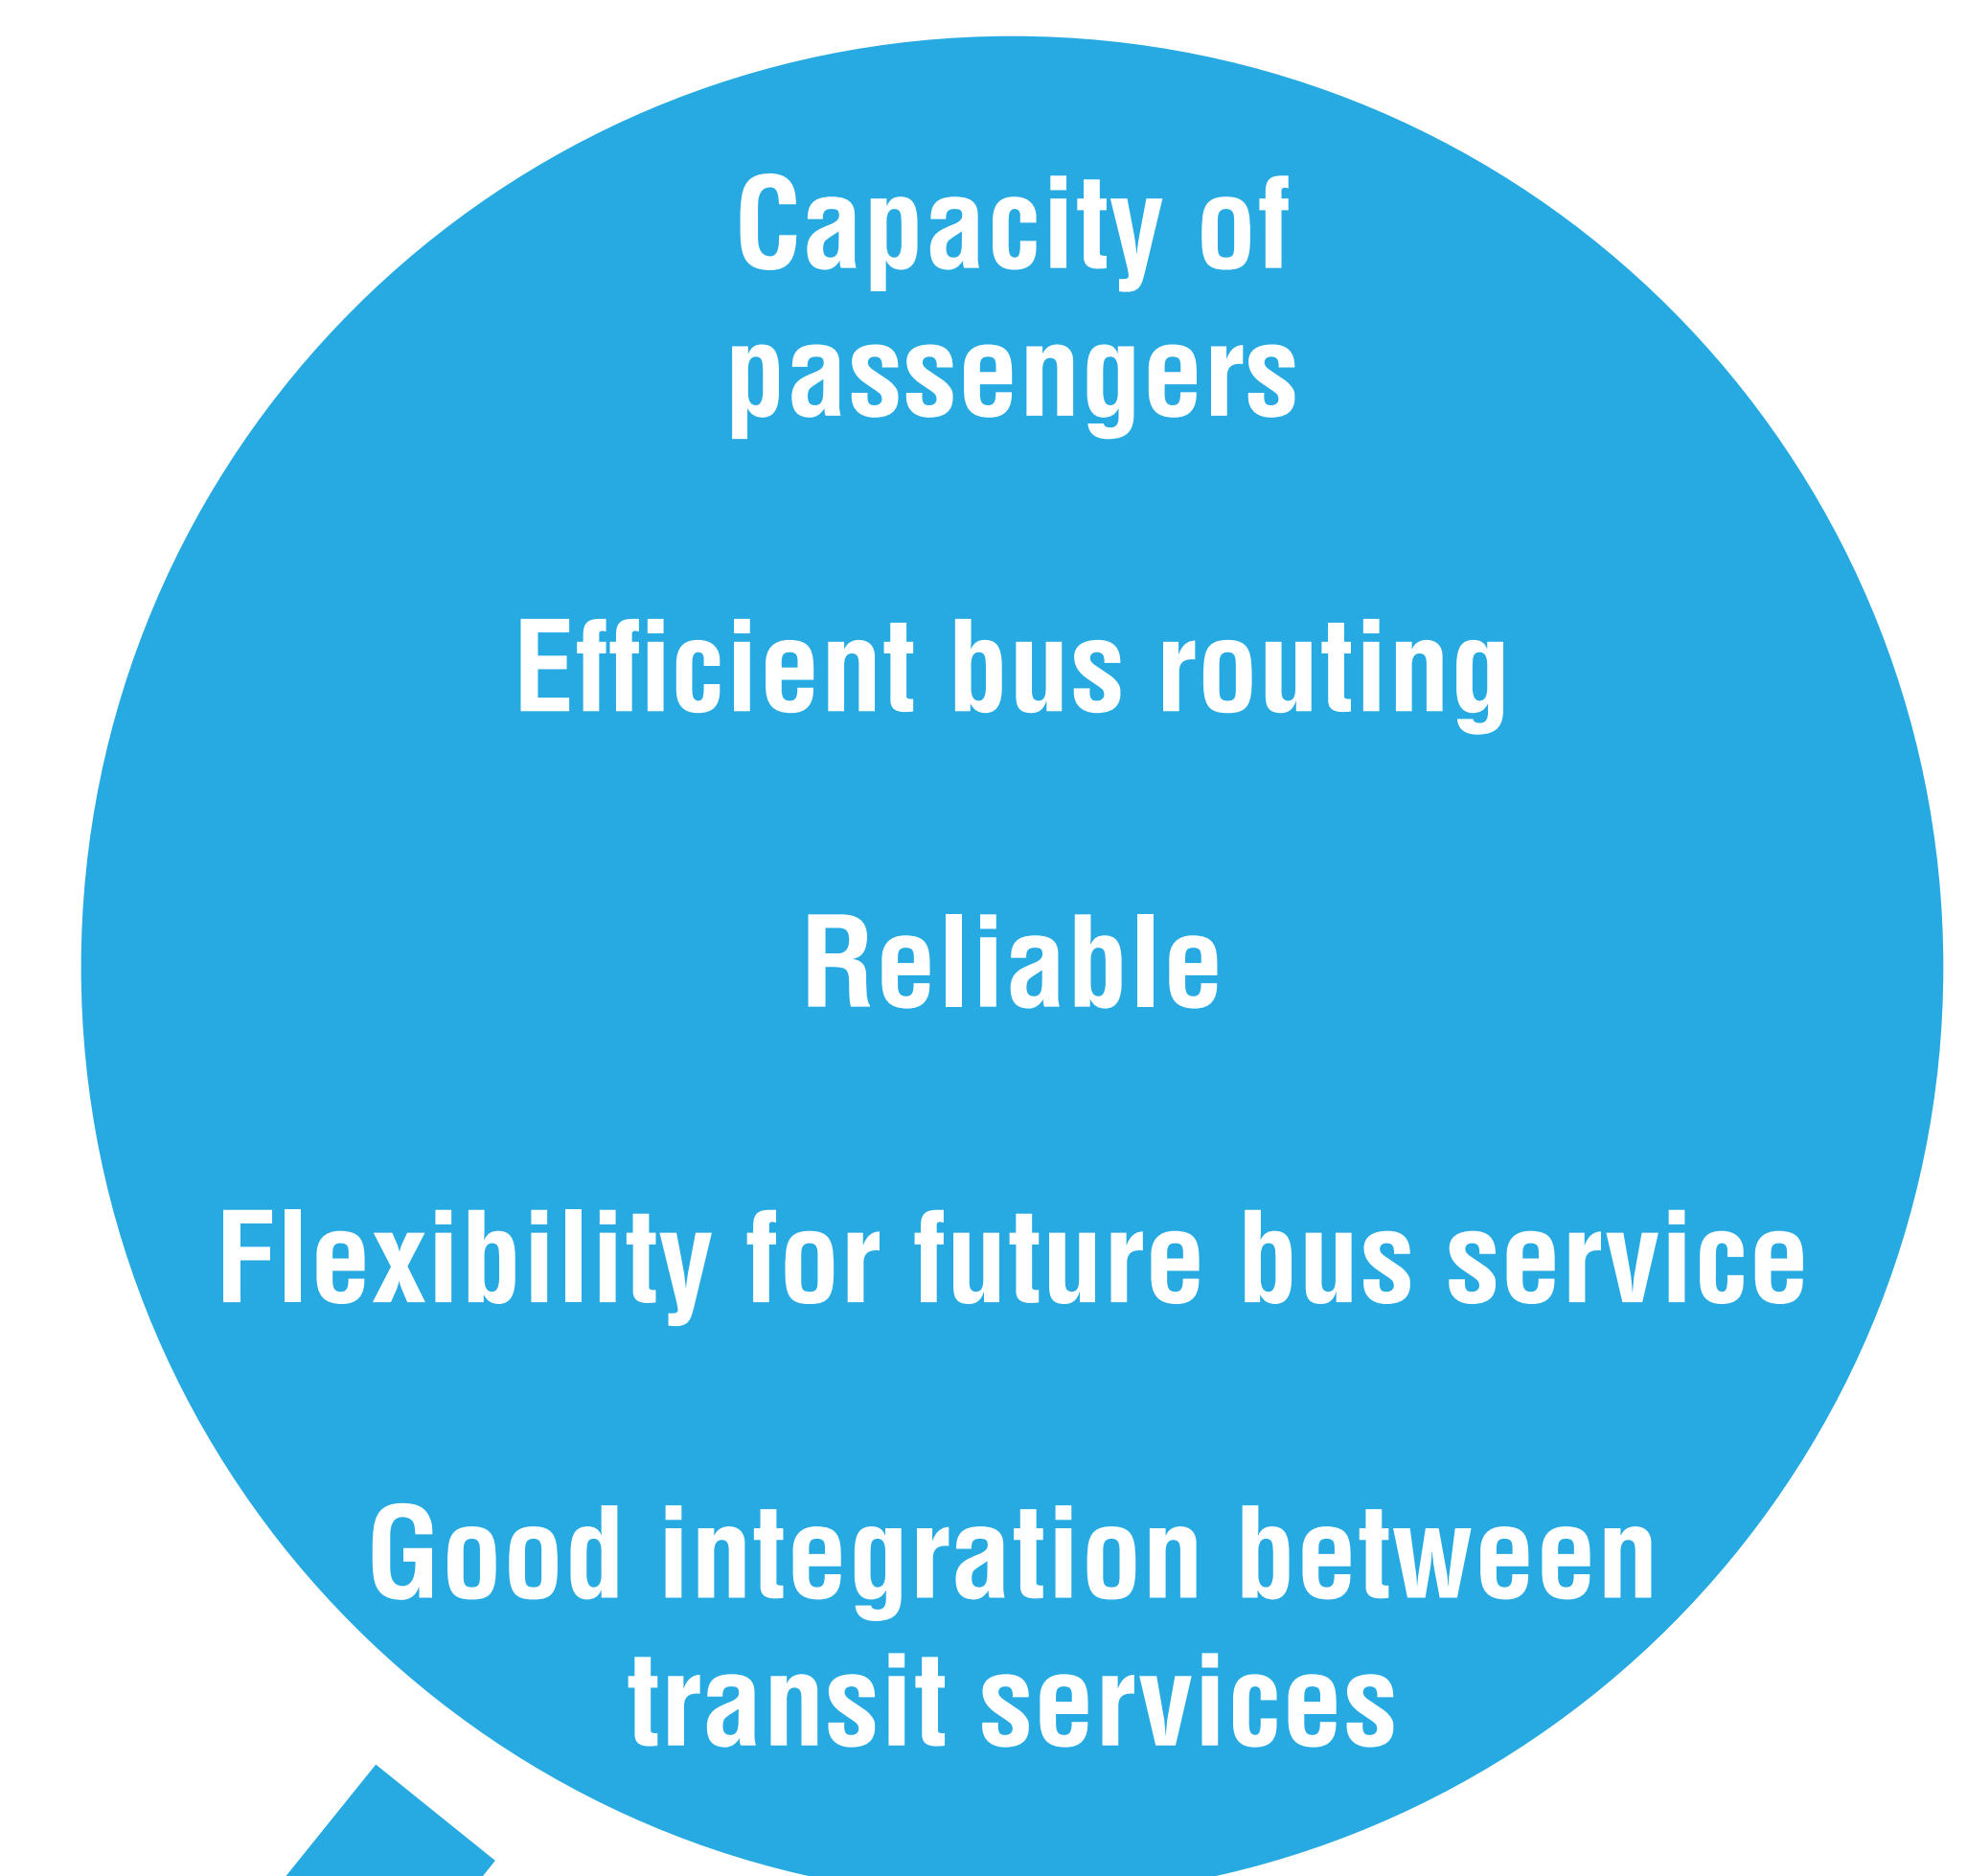 Capacity of
passengers
Efficient bus routing
Reliable
Flexibility for future bus service
Good integration between
transit services